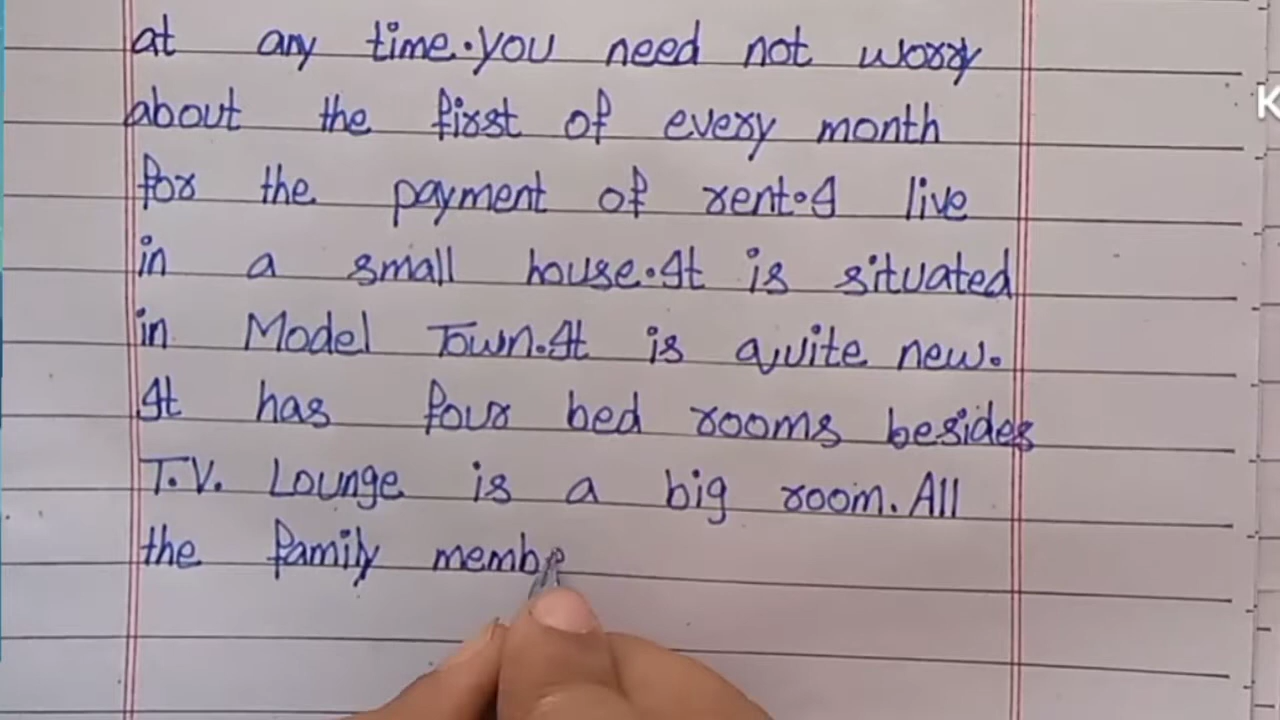 at any time.you need not worry
about the first of every month
for the payment of rent.I live
in a small house.It is situated
in Model Town.It is quite new.
It has four bed rooms besides
T.V. Lounge is a big room.All
the family membe
K